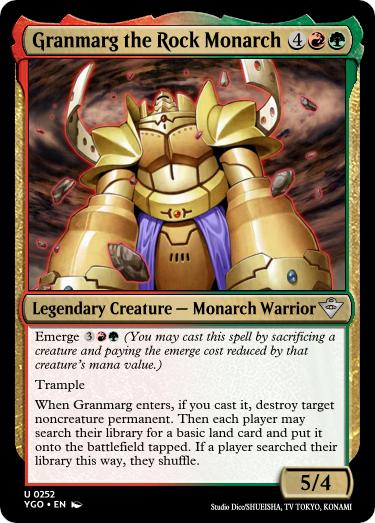 Granmarg the Rock Monarch 4
Legendary Creature — Monarch Warrior
Emerge 3 (You may cast this spell by sacrificing a
creature and paying the emerge cost reduced by that
creature's mana value.)
Trample
When Granmarg enters, if you cast it, destroy target
noncreature permanent. Then each player may
search their library for a basic land card and put it
onto the battlefield tapped. If a player searched their
library this way, they shuffle.
5/4
U 0252
YGO • EN
Studio Dice/SHUEISHA, TV TOKYO, KONAMI